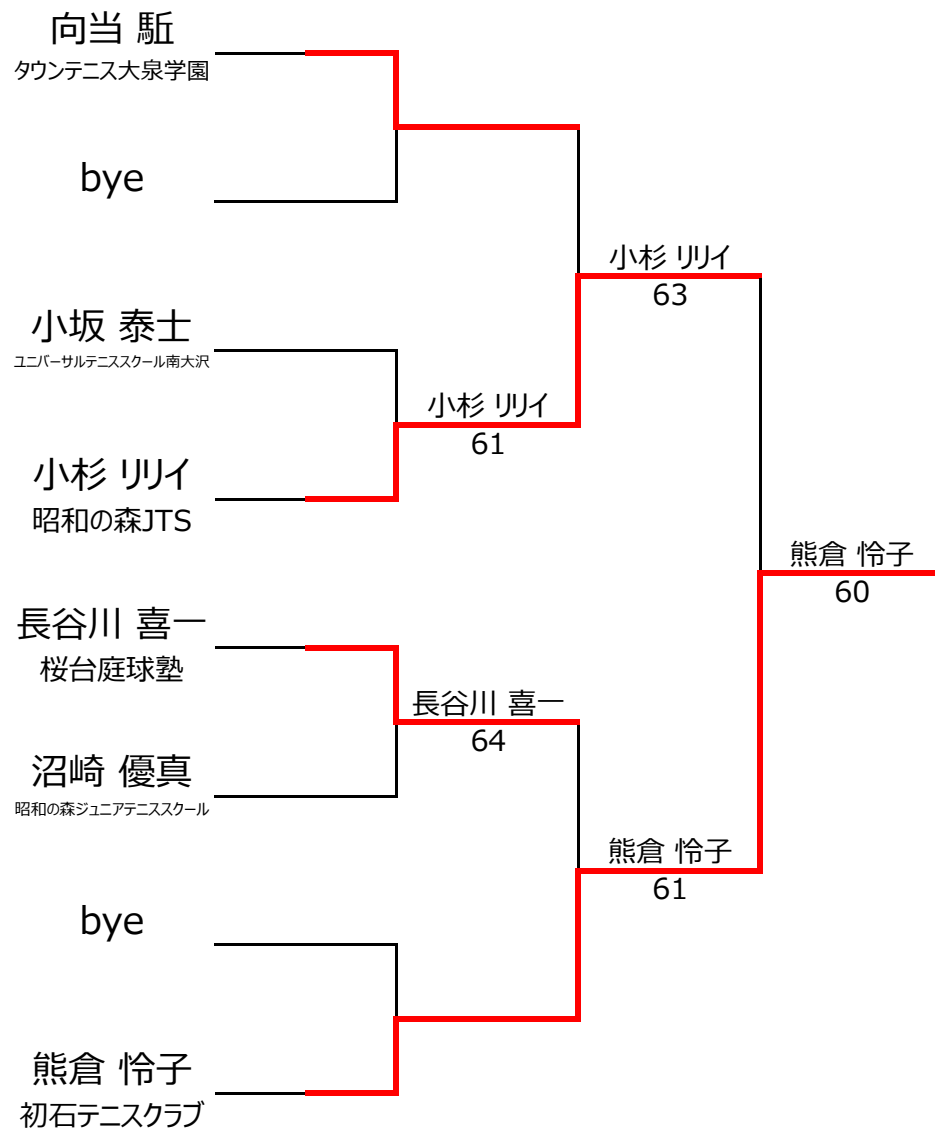 向当 駈
タウンテニス大泉学園
bye
小坂 泰士
ユニバーサルテニススクール南大沢
小杉 リリイ
昭和の森JTS
長谷川 喜一
桜台庭球塾
沼崎 優真
昭和の森ジュニアテニススクール
bye
熊倉 怜子
初石テニスクラブ
小杉 リリイ
61
長谷川 喜一
64
小杉 リリイ
63
熊倉 怜子
61
熊倉 怜子
60